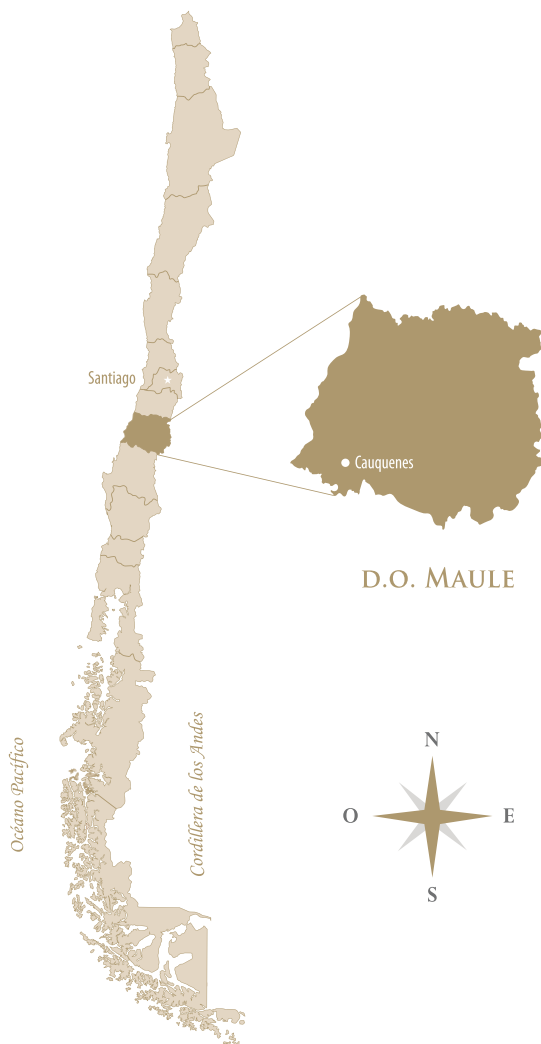 Santiago
Cauquenes
D.O. Maule
Océano Pacífico
Cordillera de los Andes
N
O
E
S